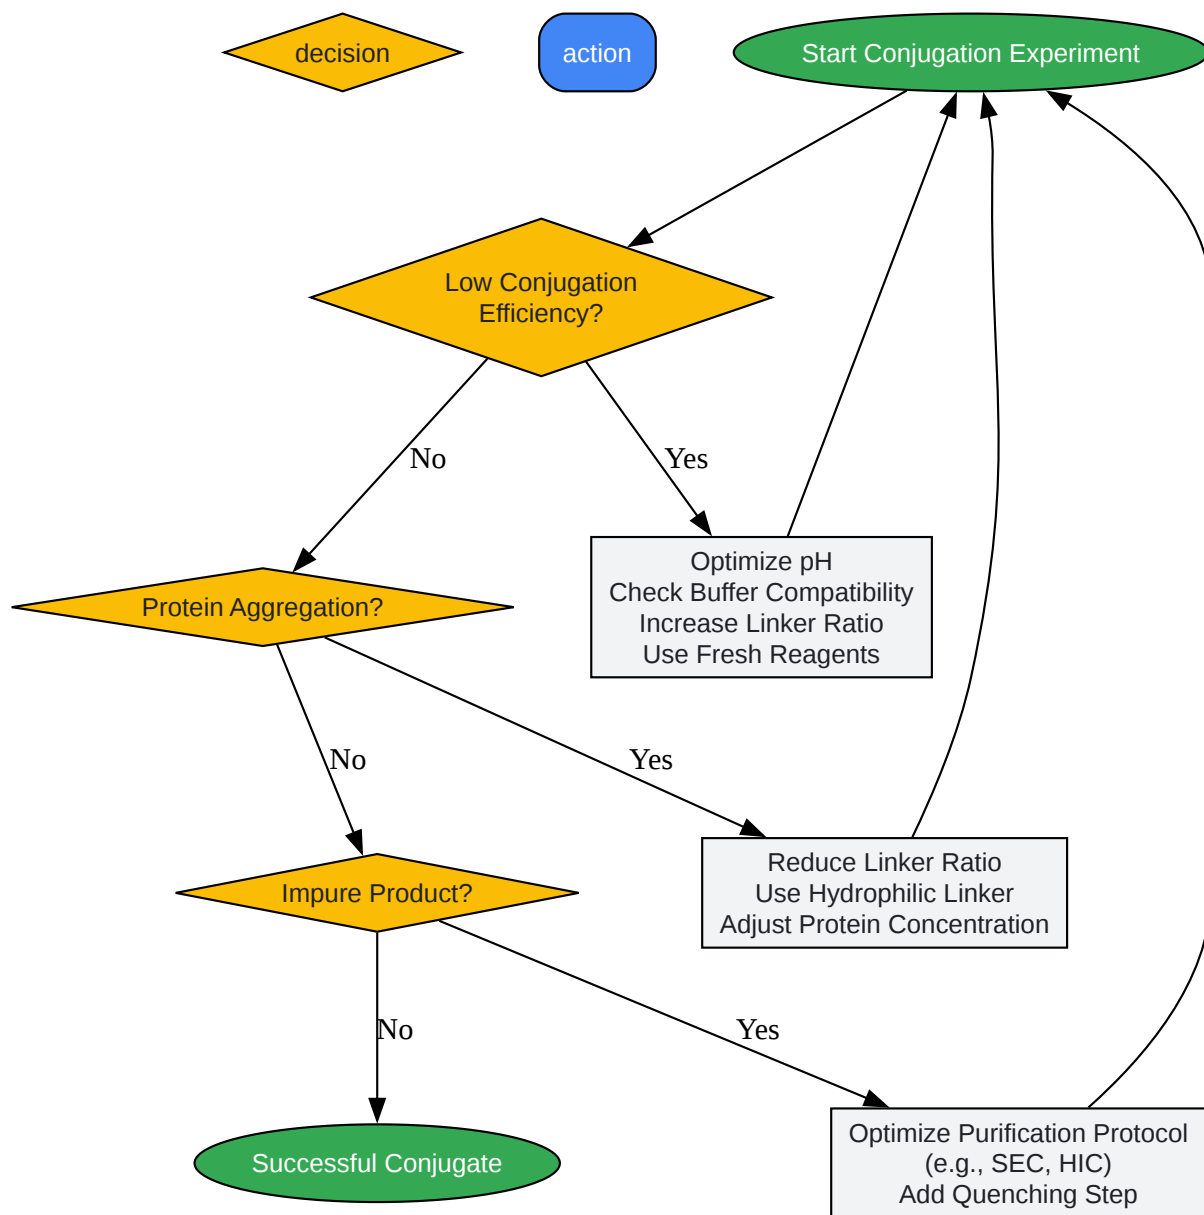 decision
action
Start Conjugation Experiment
Low Conjugation
Efficiency?
No
Yes
Optimize pH
Check Buffer Compatibility
Increase Linker Ratio
Use Fresh Reagents
Protein Aggregation?
No
Yes
Reduce Linker Ratio
Use Hydrophilic Linker
Adjust Protein Concentration
Impure Product?
No
Yes
Optimize Purification Protocol
(e.g., SEC, HIC)
Add Quenching Step
Successful Conjugate